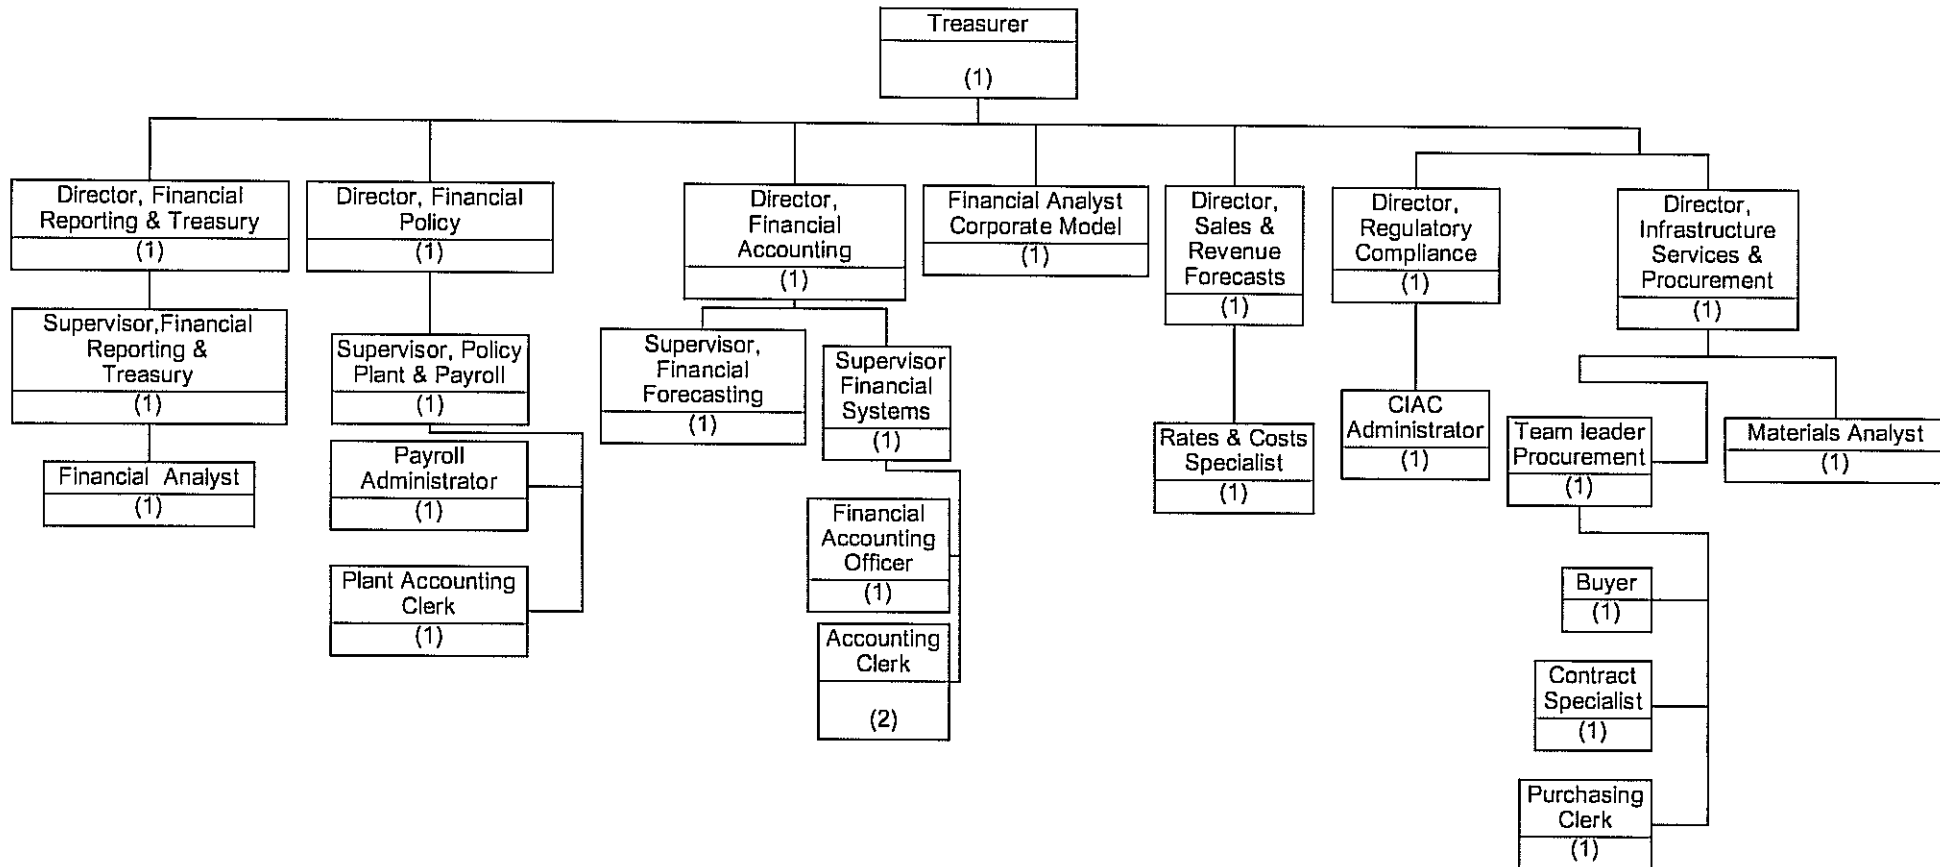 Treasurer
(1)
Director, Financial
Reporting & Treasury
(1)
Director, Financial
Policy
(1)
Director,
Financial
Accounting
(1)
Financial Analyst
Corporate Model
(1)
Director,
Sales &
Revenue
Forecasts
(1)
Director,
Regulatory
Compliance
(1)
Director,
Infrastructure
Services &
Procurement
(1)
Supervisor,Financial
Reporting &
Treasury
(1)
Supervisor, Policy
Plant & Payroll
(1)
Supervisor,
Financial
Forecasting
(1)
Supervisor
Financial
Systems
(1)
Rates & Costs
Specialist
(1)
CIAC
Administrator
(1)
Team leader
Procurement
(1)
Materials Analyst
(1)
Financial Analyst
(1)
Payroll
Administrator
(1)
Plant Accounting
Clerk
(1)
Financial
Accounting
Officer
(1)
Accounting
Clerk
(2)
Buyer
(1)
Contract
Specialist
(1)
Purchasing
Clerk
(1)